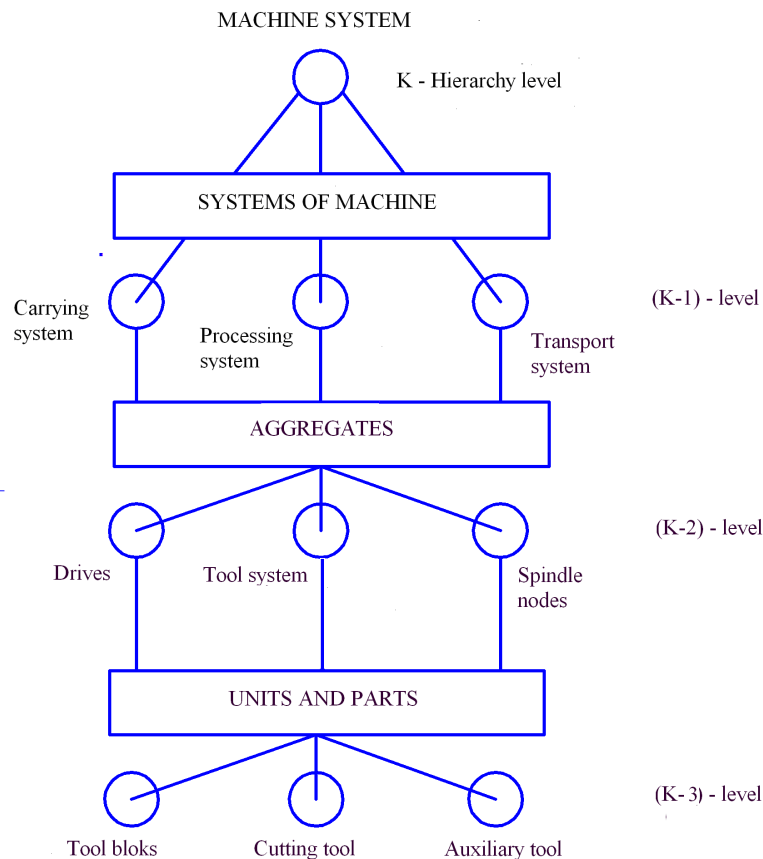 MACHINE SYSTEM
K - Hierarchy level
SYSTEMS OF MACHINE
(K-1) - level
Carrying
system
Processing
system
Transport
system
AGGREGATES
(K-2) - level
Drives
Tool system
Spindle
nodes
UNITS AND PARTS
(K-3) - level
Tool bloks
Cutting tool
Auxiliary tool